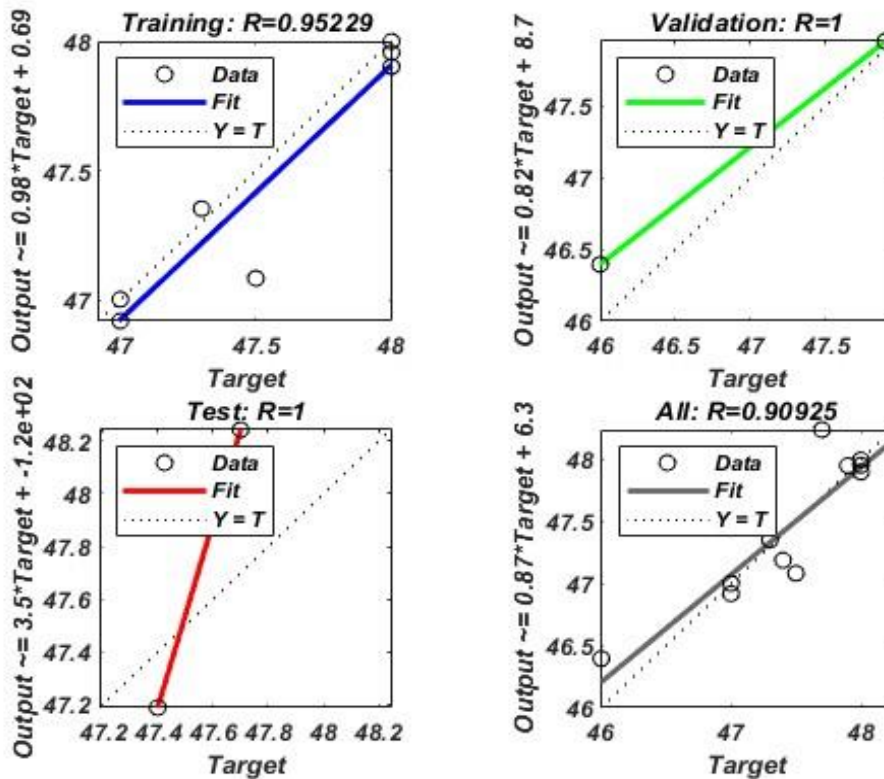 Training: R=0.95229
Output ~= 0.98*Target + 0.69
48
47.5
47
Data
Fit
Y = T
47 47.5 48
Target
Validation: R=1
Output ~= 0.82*Target + 8.7
47.5
47
46.5
46
Data
Fit
Y = T
46 46.5 47 47.5
Target
Test: R=1
Output ~= 3.5*Target + -1.2e+02
48.2
48
47.8
47.6
47.4
47.2
Data
Fit
Y = T
47.2 47.4 47.6 47.8 48 48.2
Target
All: R=0.90925
Output ~= 0.87*Target + 6.3
48
47.5
47
46.5
46
Data
Fit
Y = T
46 47 48
Target